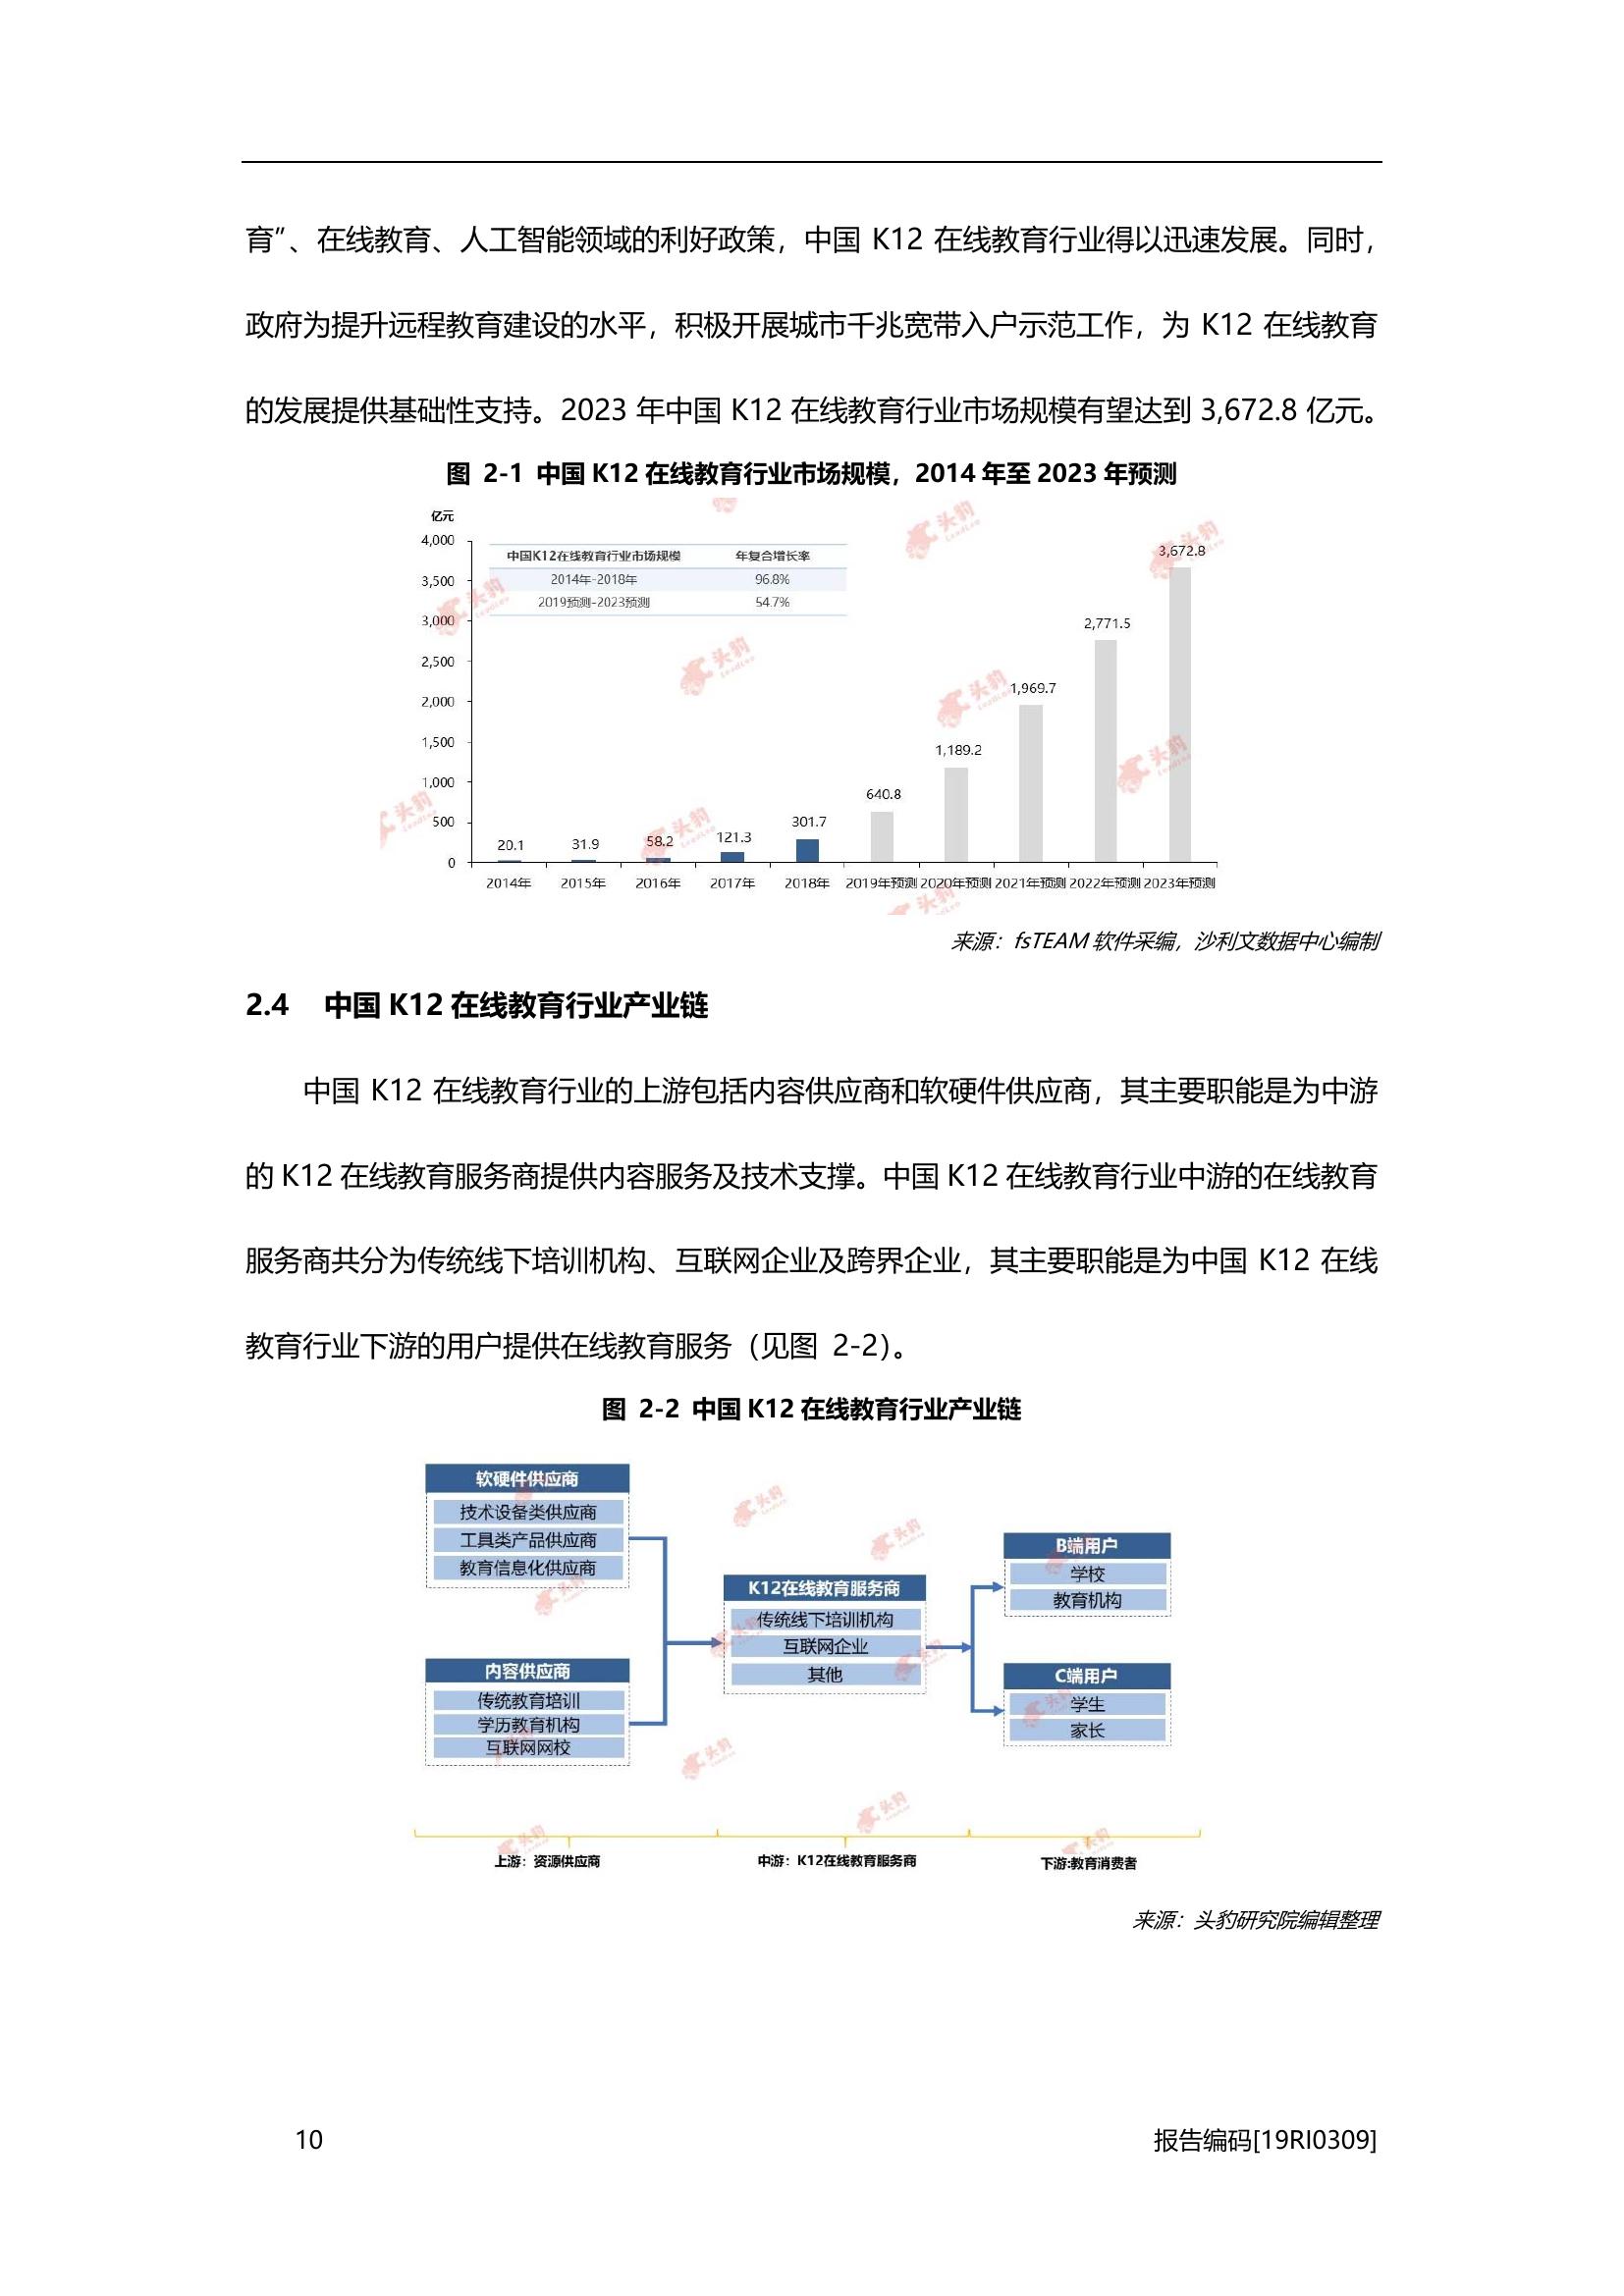 育”、在线教育、人工智能领域的利好政策，中国 K12 在线教育行业得以迅速发展。同时，
政府为提升远程教育建设的水平，积极开展城市千兆宽带入户示范工作，为 K12 在线教育
的发展提供基础性支持。2023 年中国 K12 在线教育行业市场规模有望达到 3,672.8 亿元。
图 2-1 中国 K12 在线教育行业市场规模，2014 年至 2023 年预测
亿元
中国K12在线教育行业市场规模 年复合增长率
2014年-2018年 96.8%
2019预测-2023预测 54.7%
4,000
3,500
3,000
2,500
2,000
1,500
1,000
500
0
20.1 31.9 58.2 121.3 301.7 640.8 1,189.2 1,969.7 2,771.5 3,672.8
2014年 2015年 2016年 2017年 2018年 2019年预测 2020年预测 2021年预测 2022年预测 2023年预测
来源：fsTEAM 软件采编，沙利文数据中心编制
2.4 中国 K12 在线教育行业产业链
中国 K12 在线教育行业的上游包括内容供应商和软硬件供应商，其主要职能是为中游
的 K12 在线教育服务商提供内容服务及技术支撑。中国 K12 在线教育行业中游的在线教育
服务商共分为传统线下培训机构、互联网企业及跨界企业，其主要职能是为中国 K12 在线
教育行业下游的用户提供在线教育服务（见图 2-2）。
图 2-2 中国 K12 在线教育行业产业链
软硬件供应商
技术设备类供应商
工具类产品供应商
教育信息化供应商
内容供应商
传统教育培训
学历教育机构
互联网网校
K12在线教育服务商
传统线下培训机构
互联网企业
其他
B端用户
学校
教育机构
C端用户
学生
家长
上游：资源供应商
中游：K12在线教育服务商
下游:教育消费者
来源：头豹研究院编辑整理
10
报告编码[19RI0309]
头豹
LeadLeo